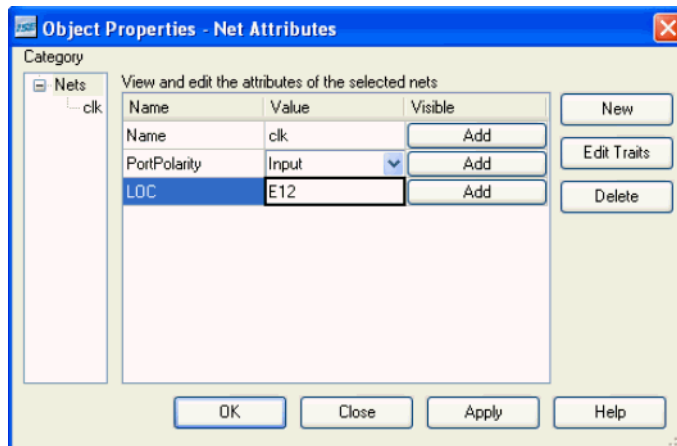 ISE Object Properties - Net Attributes
Category
Nets
clk
View and edit the attributes of the selected nets
Name Value Visible
Name clk Add
PortPolarity Input Add
LOC E12 Add
New
Edit Traits
Delete
OK Close Apply Help